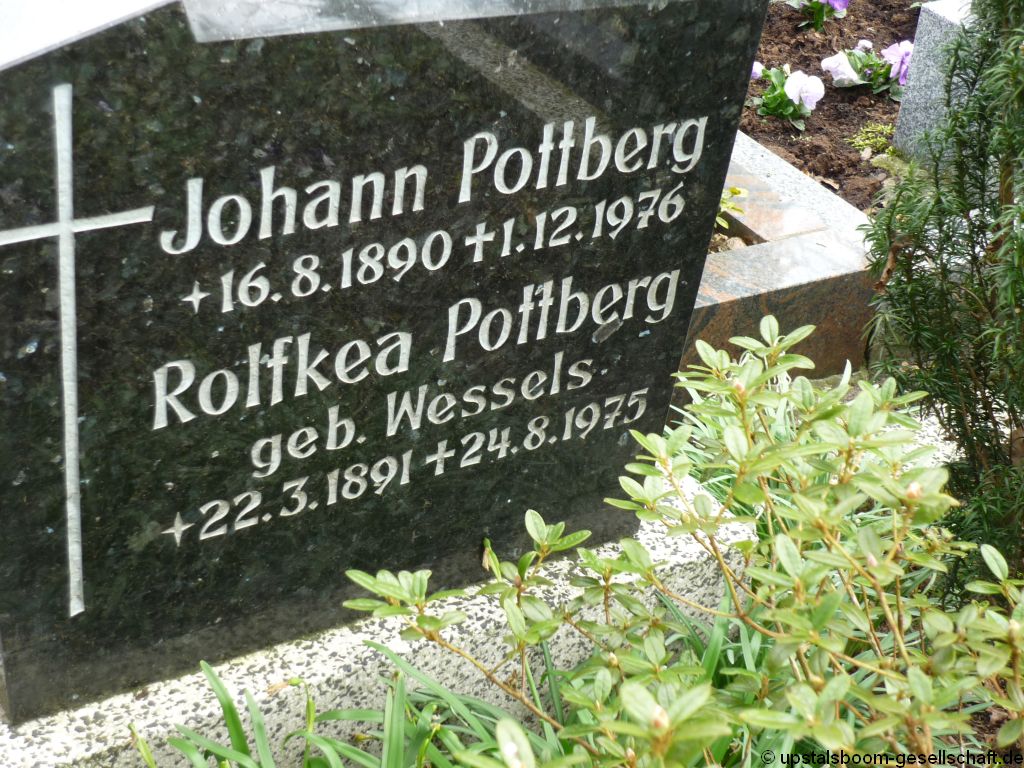 Johann Pottberg
✦16.8.1890 ✝1.12.1976
Rolfkea Pottberg
geb. Wessels
✦22.3.1891 ✝24.8.1975
© upstalsboom-gesellschaft.de